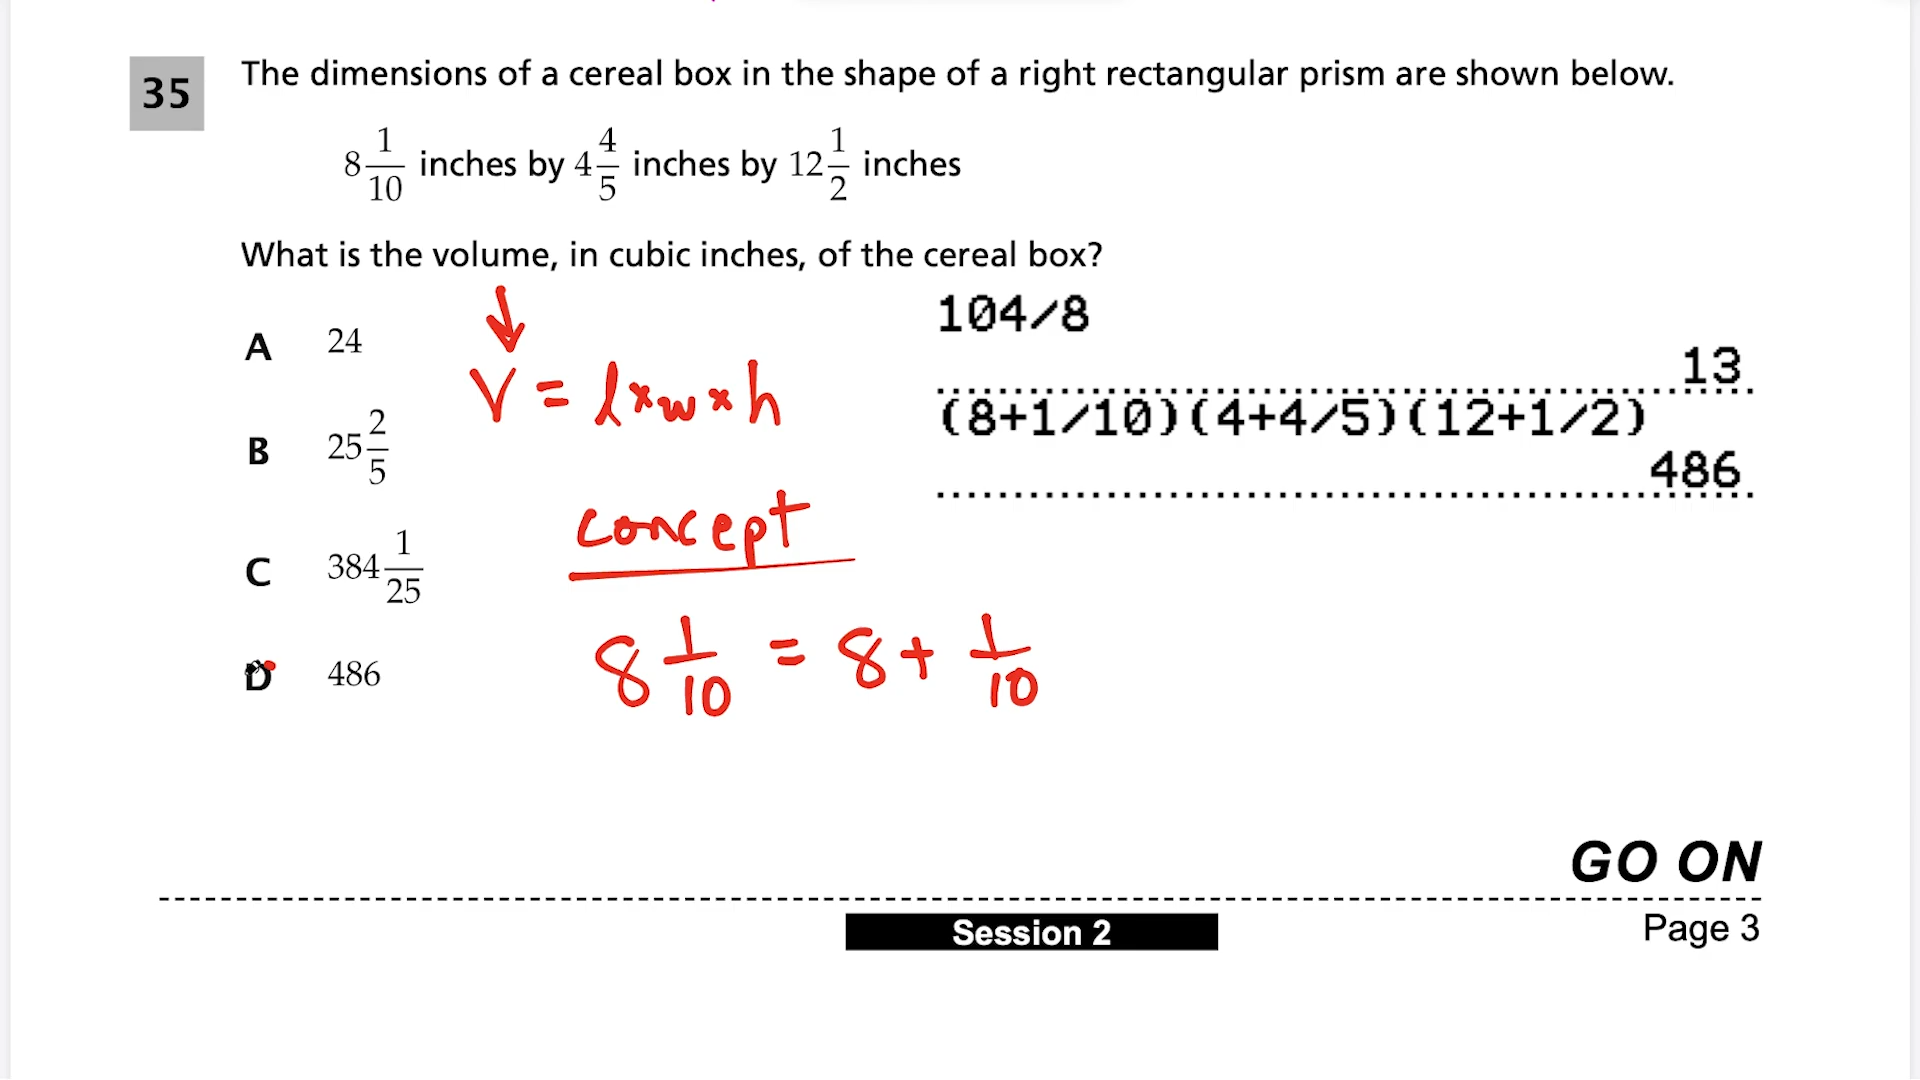 35 The dimensions of a cereal box in the shape of a right rectangular prism are shown below.
8 1/10 inches by 4 4/5 inches by 12 1/2 inches
What is the volume, in cubic inches, of the cereal box?
A 24
B 25 2/5
C 384 1/25
D 486
V = l × w × h
concept
8 1/10 = 8 + 1/10
104/8
13
(8+1/10)(4+4/5)(12+1/2)
486
GO ON
Session 2
Page 3